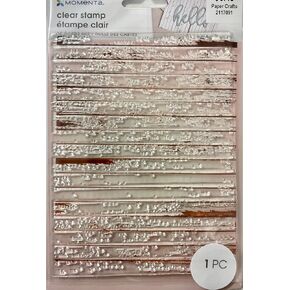 MOMENTA
clear stamp
étampe clair
hello
Paper Crafts
2117891
1 PC